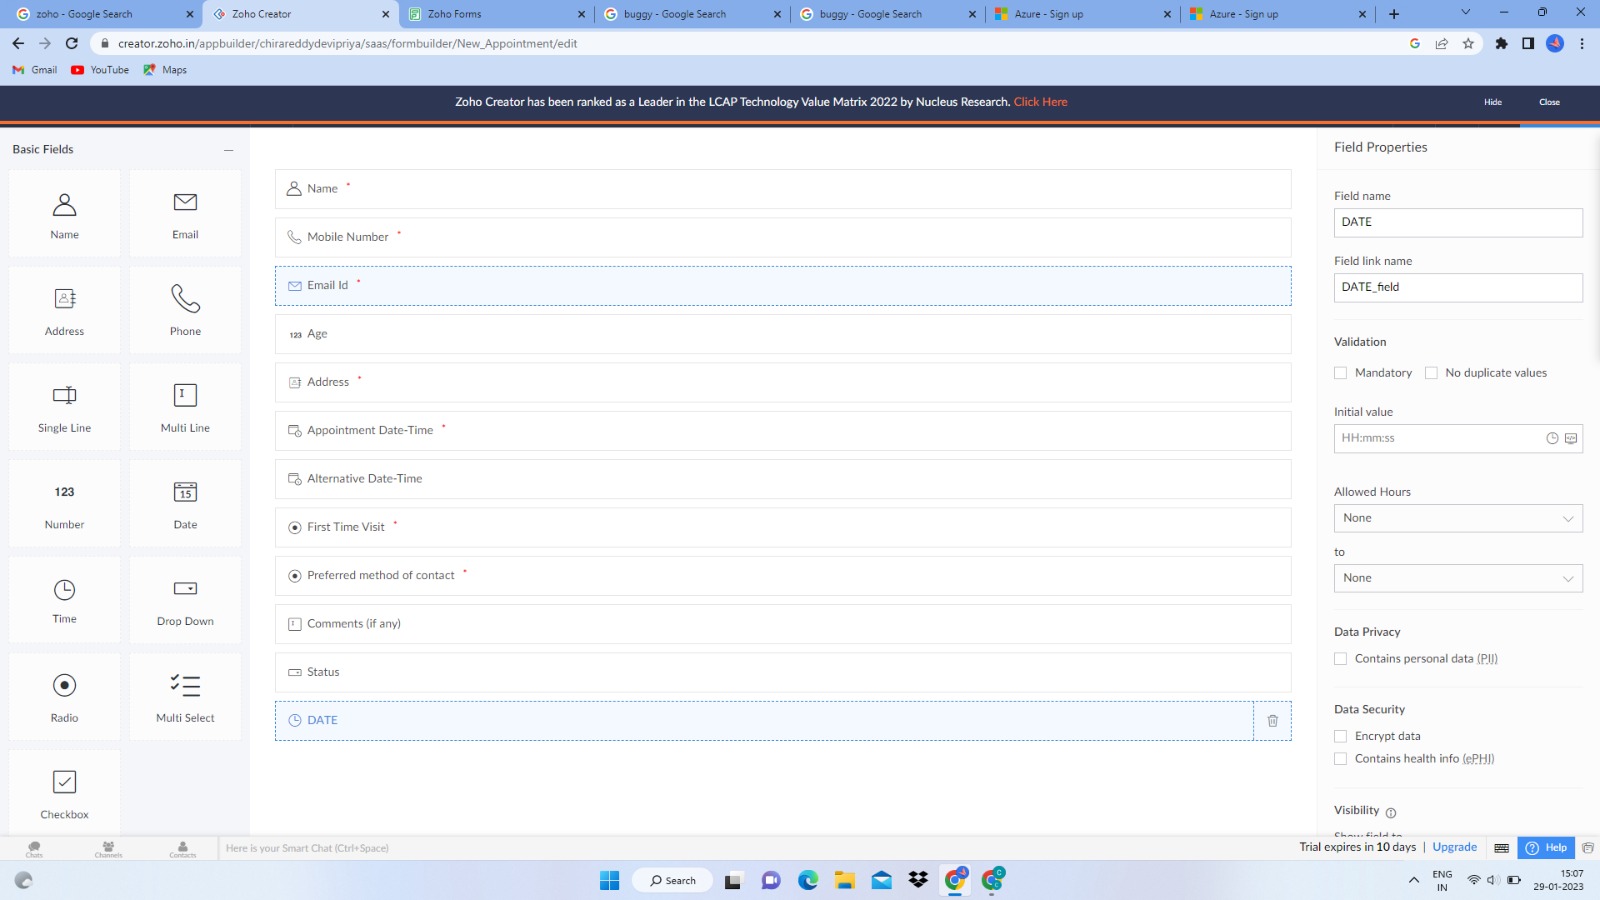 zoho - Google Search
Zoho Creator
Zoho Forms
buggy - Google Search
buggy - Google Search
Azure - Sign up
Azure - Sign up
creator.zoho.in/appbuilder/chirareddydevipriya/saas/formbuilder/New_Appointment/edit
Gmail
YouTube
Maps
Zoho Creator has been ranked as a Leader in the LCAP Technology Value Matrix 2022 by Nucleus Research. Click Here
Hide
Close
Basic Fields
Name
Email
Address
Phone
Single Line
Multi Line
123
Number
15
Date
Time
Drop Down
Radio
Multi Select
Checkbox
Name *
Mobile Number *
Email Id *
123 Age
Address *
Appointment Date-Time *
Alternative Date-Time
First Time Visit *
Preferred method of contact *
Comments (if any)
Status
DATE
Field Properties
Field name
DATE
Field link name
DATE_field
Validation
Mandatory
No duplicate values
Initial value
HH:mm:ss
Allowed Hours
None
to
None
Data Privacy
Contains personal data (PII)
Data Security
Encrypt data
Contains health info (ePHI)
Visibility
Show field to
Chats
Channels
Contacts
Here is your Smart Chat (Ctrl+Space)
Trial expires in 10 days | Upgrade
Help
Search
ENG
IN
15:07
29-01-2023